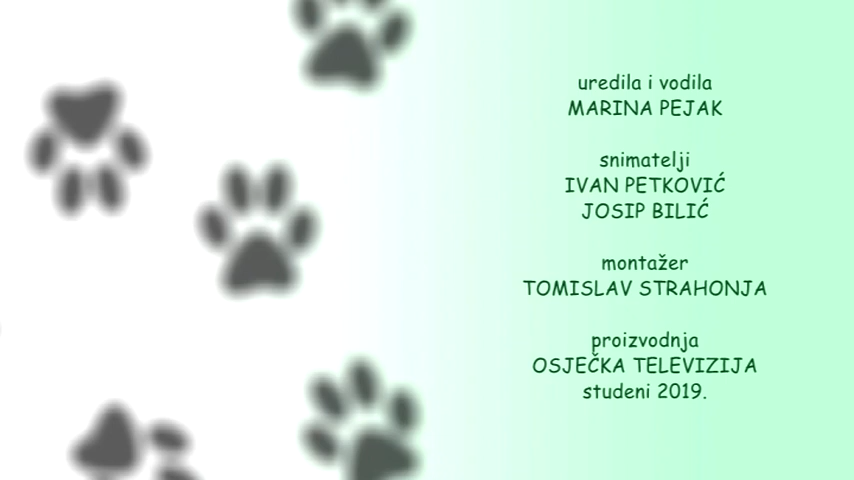 uredila i vodila
MARINA PEJAK
snimatelji
IVAN PETKOVIĆ
JOSIP BILIĆ
montažer
TOMISLAV STRAHONJA
proizvodnja
OSJEČKA TELEVIZIJA
studeni 2019.